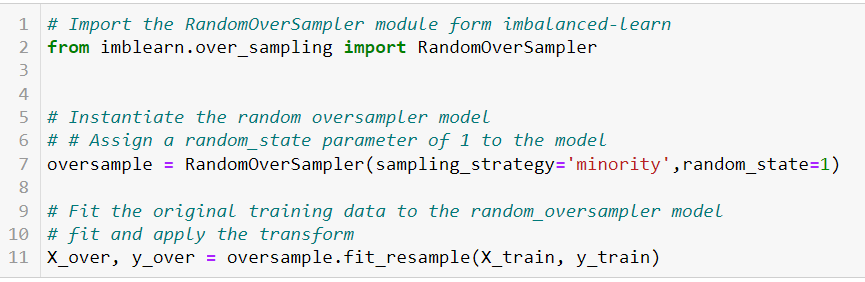 1 # Import the RandomOverSampler module form imbalanced-learn
2 from imblearn.over_sampling import RandomOverSampler
3
4
5 # Instantiate the random oversampler model
6 # # Assign a random_state parameter of 1 to the model
7 oversample = RandomOverSampler(sampling_strategy='minority',random_state=1)
8
9 # Fit the original training data to the random_oversampler model
10 # fit and apply the transform
11 X_over, y_over = oversample.fit_resample(X_train, y_train)